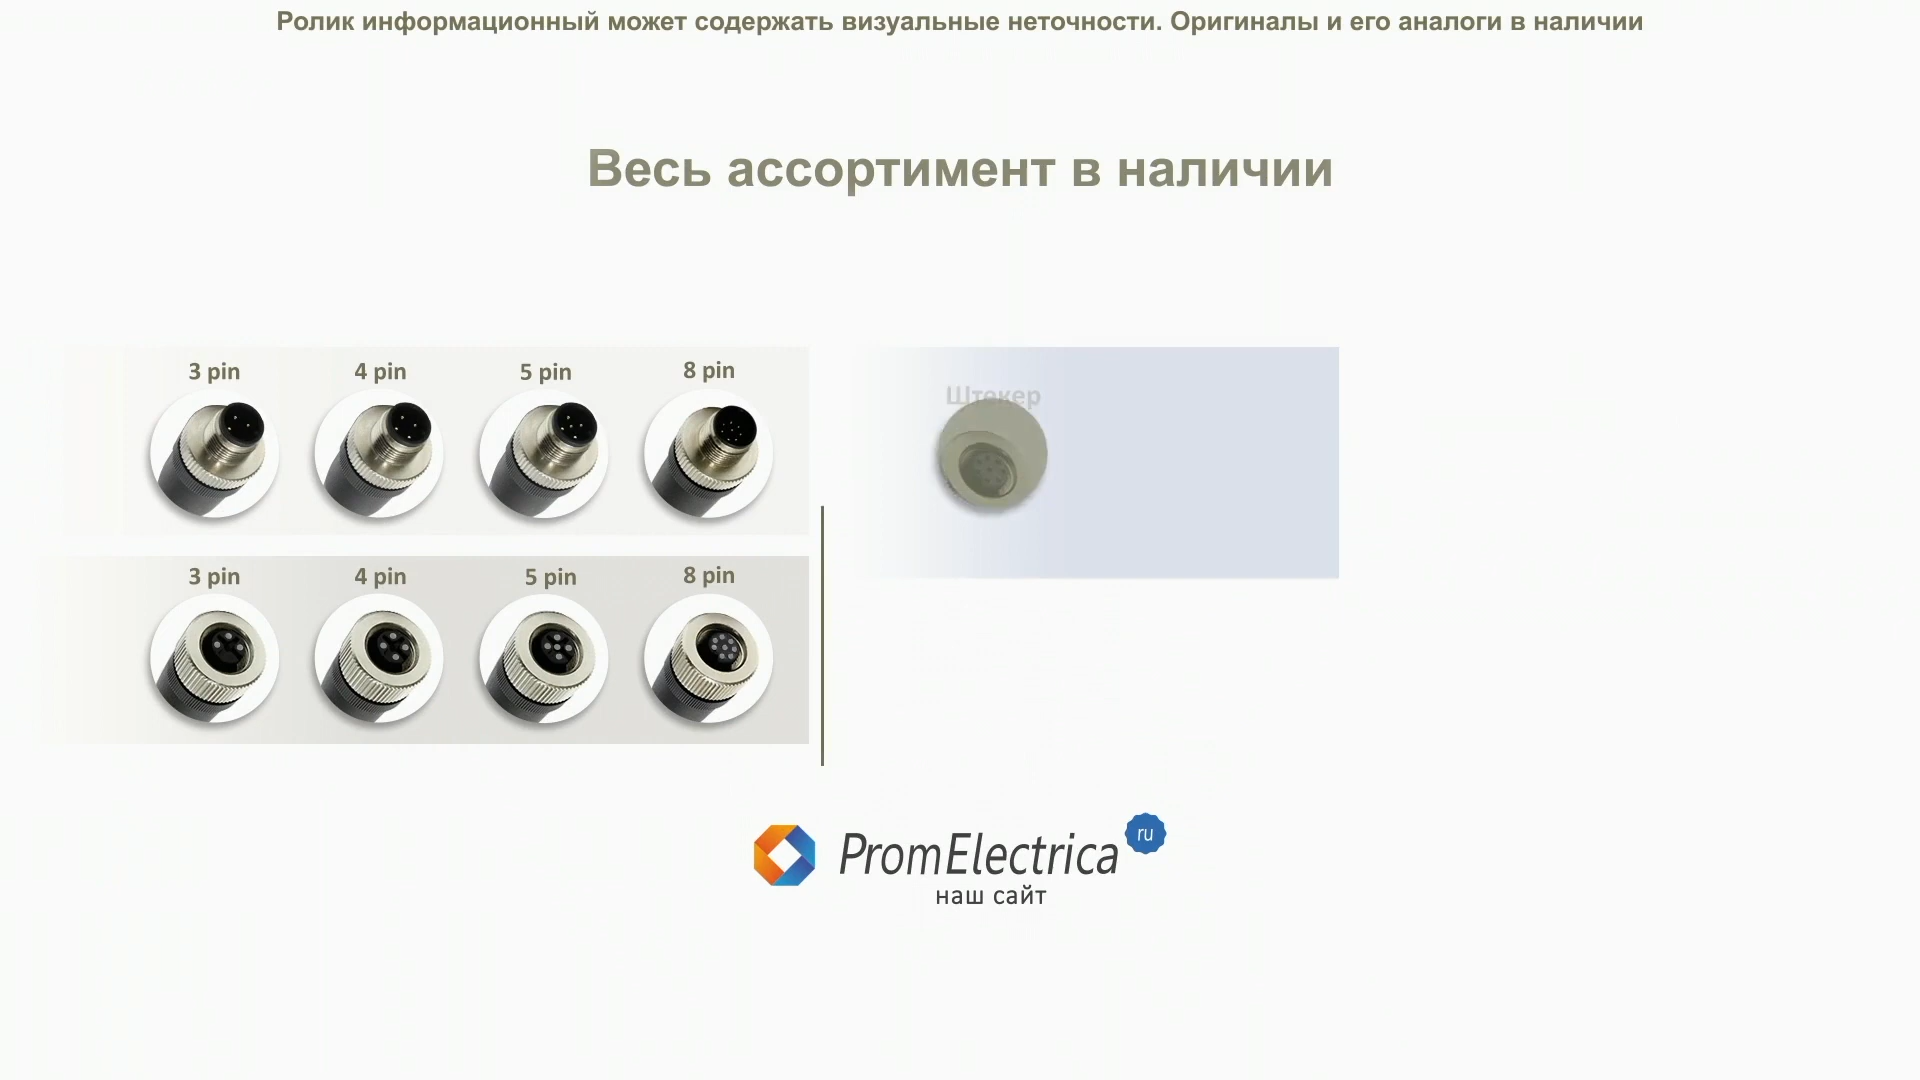 Ролик информационный может содержать визуальные неточности. Оригиналы и его аналоги в наличии
Весь ассортимент в наличии
3 pin 4 pin 5 pin 8 pin
Штекер
3 pin 4 pin 5 pin 8 pin
PromElectrica ru
наш сайт